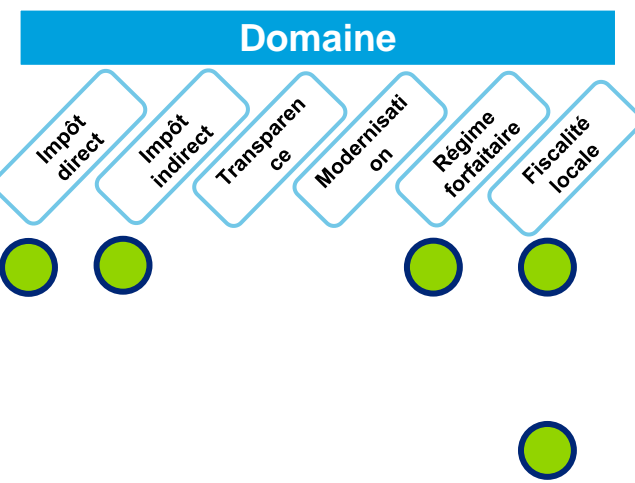 Domaine
Impôt
direct
Impôt
indirect
Transparen
ce
Modernisati
on
Régime
forfaitaire
Fiscalité
locale